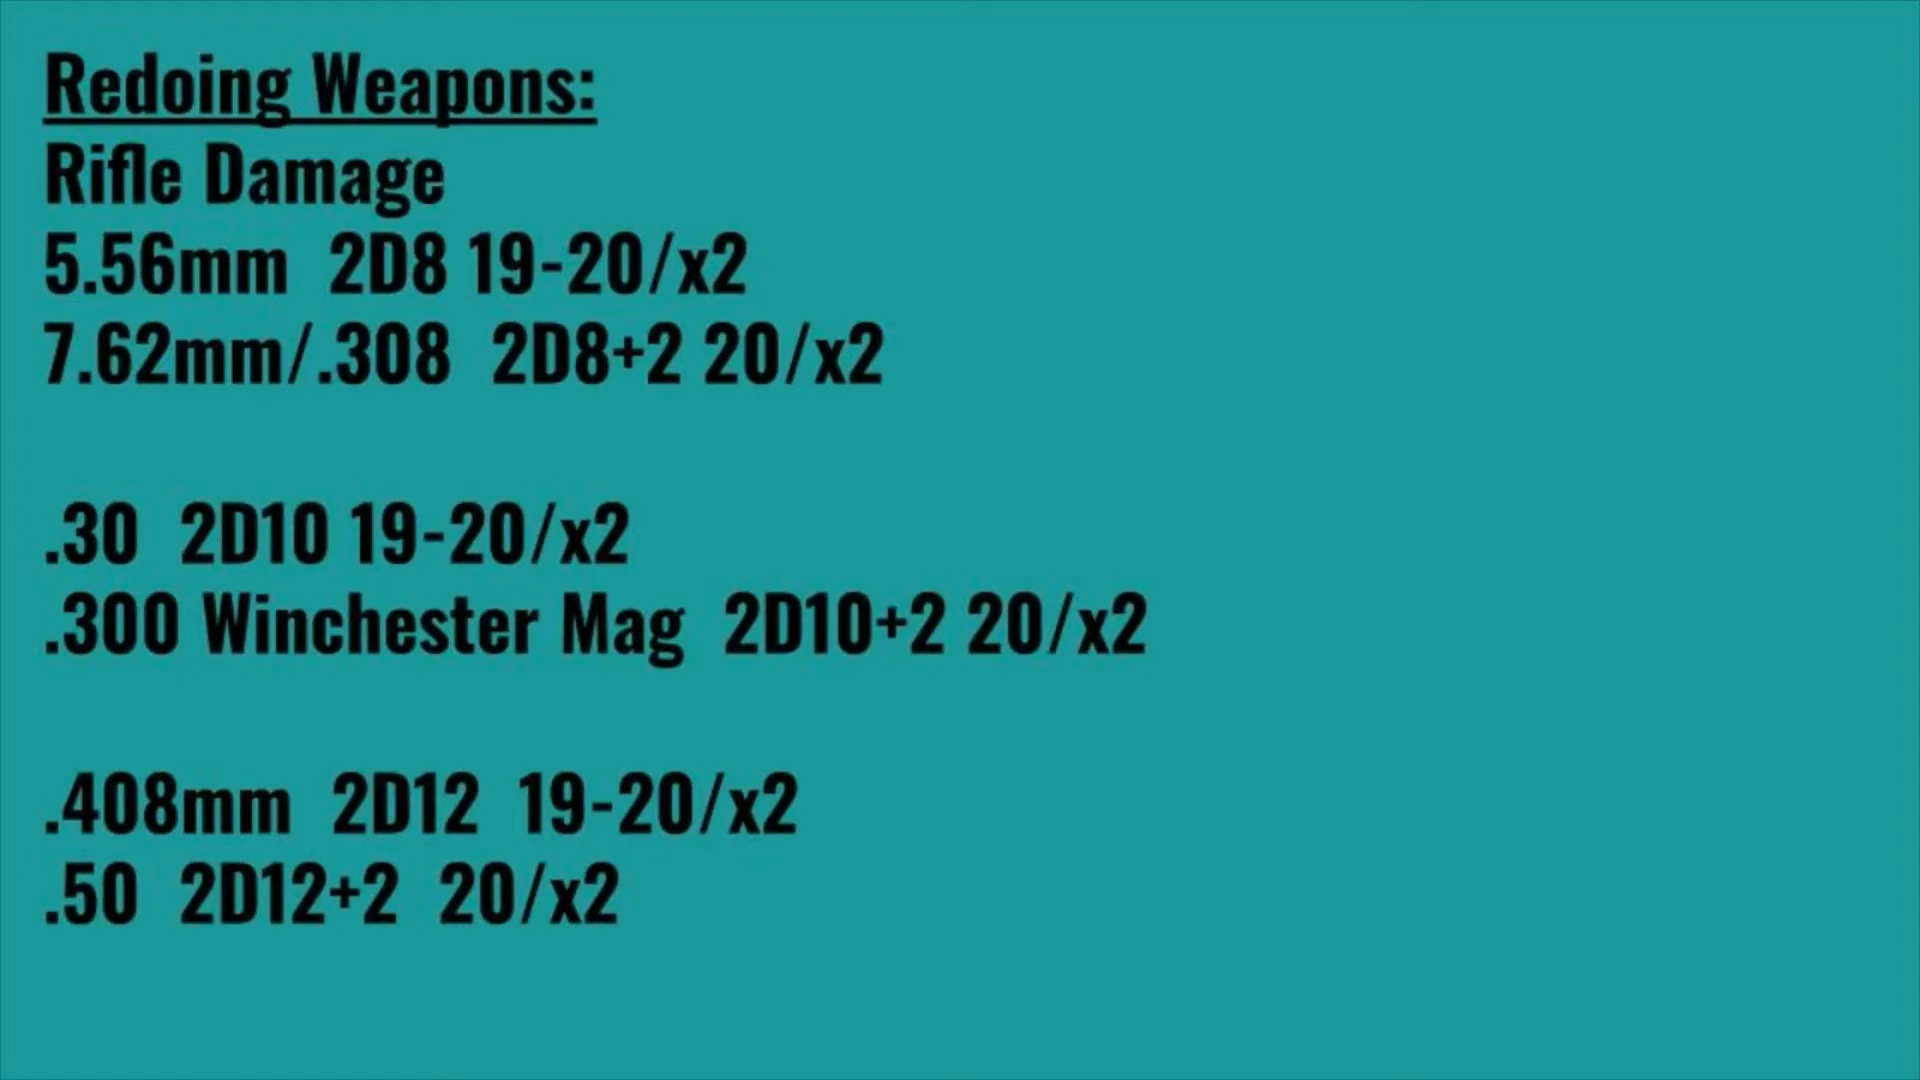 Redoing Weapons:
Rifle Damage
5.56mm  2D8 19-20/x2
7.62mm/.308  2D8+2 20/x2
.30  2D10 19-20/x2
.300 Winchester Mag  2D10+2 20/x2
.408mm  2D12  19-20/x2
.50  2D12+2  20/x2